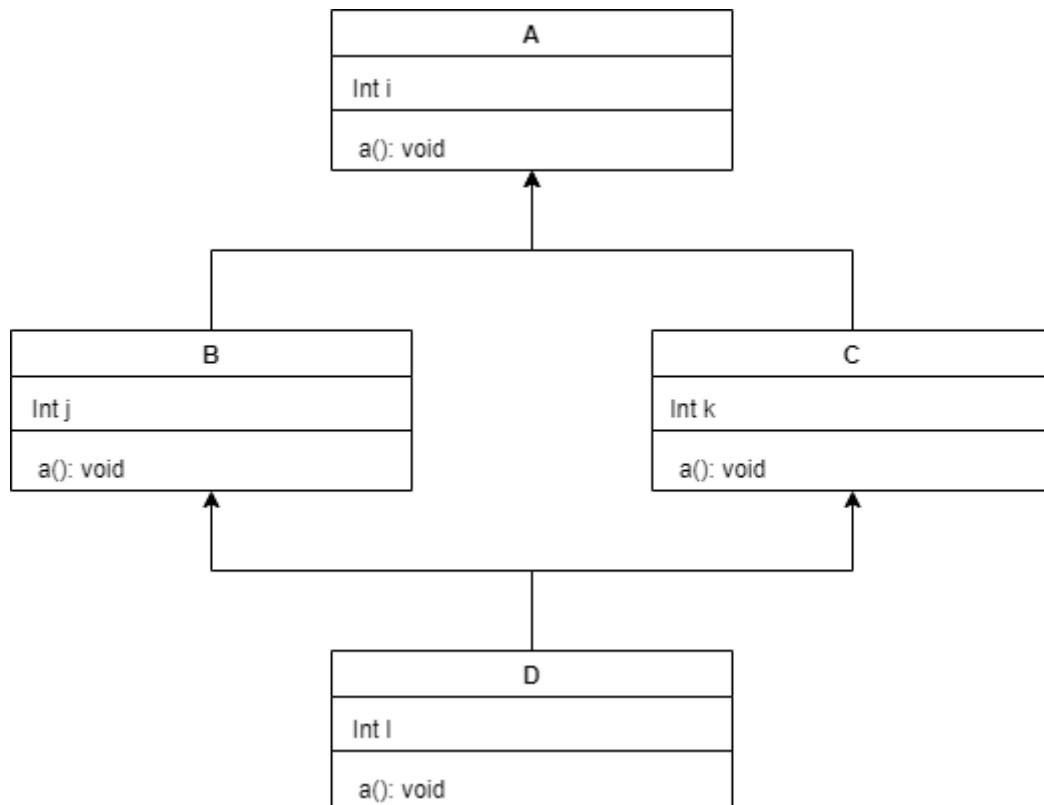 A
Int i
a(): void
B
Int j
a(): void
C
Int k
a(): void
D
Int l
a(): void